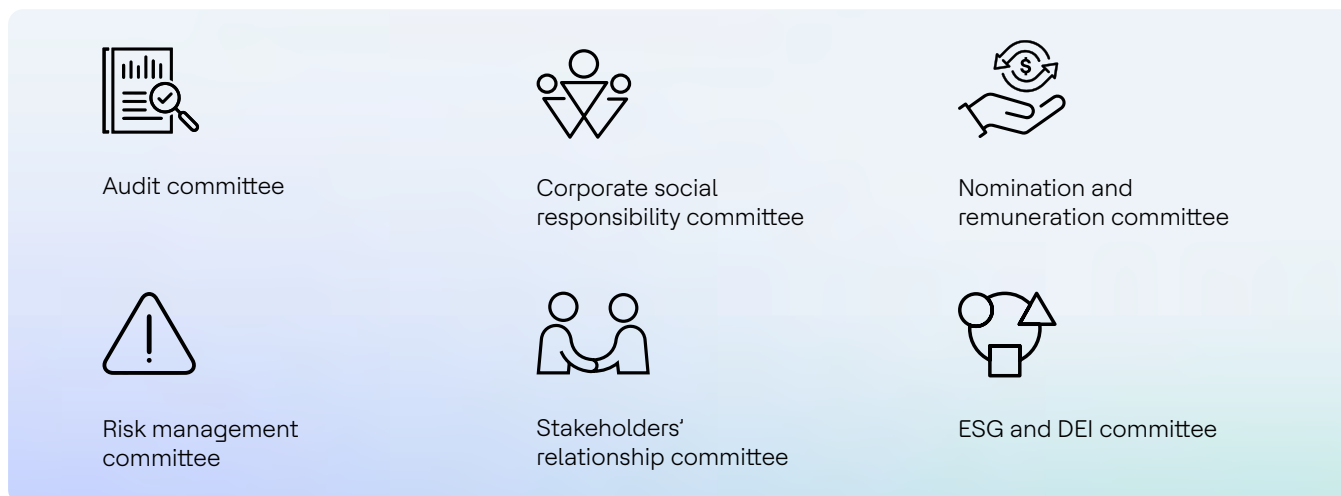 $
Audit committee
Corporate social
responsibility committee
Nomination and
remuneration committee
Risk management
committee
Stakeholders’
relationship committee
ESG and DEI committee